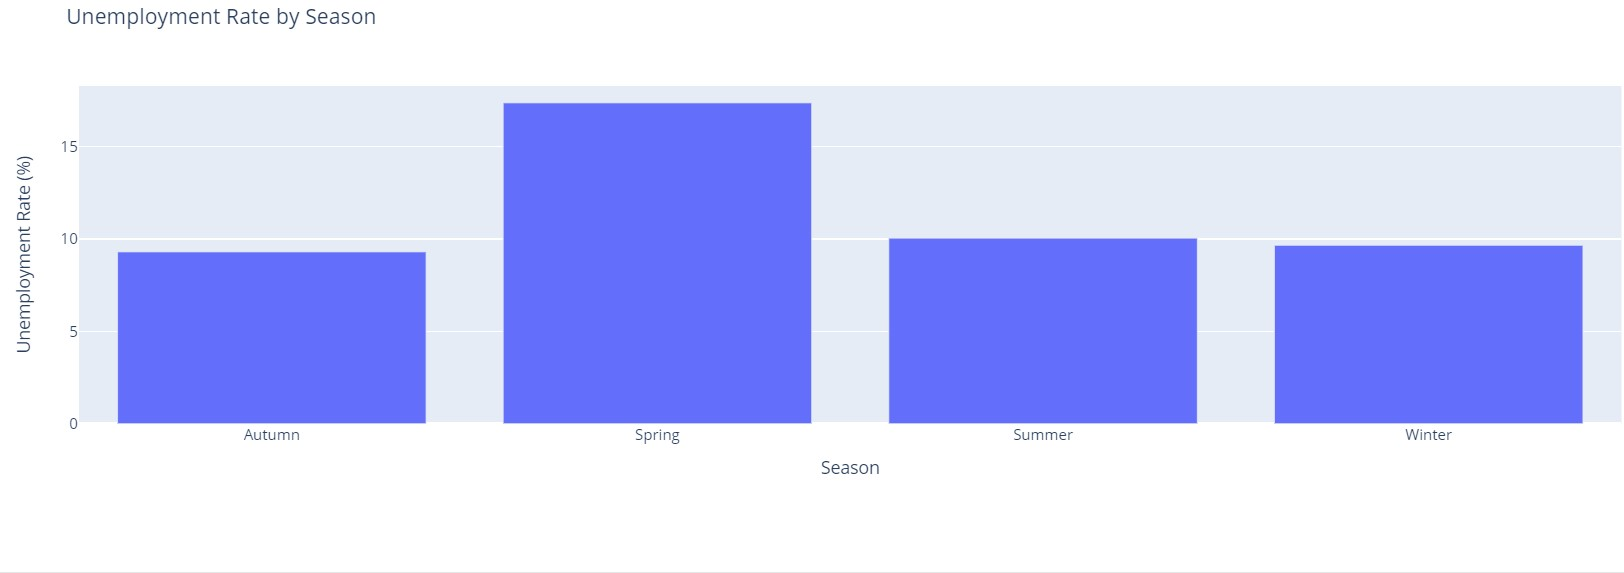 Unemployment Rate by Season
Unemployment Rate (%)
15
10
5
0
Autumn Spring Summer Winter
Season